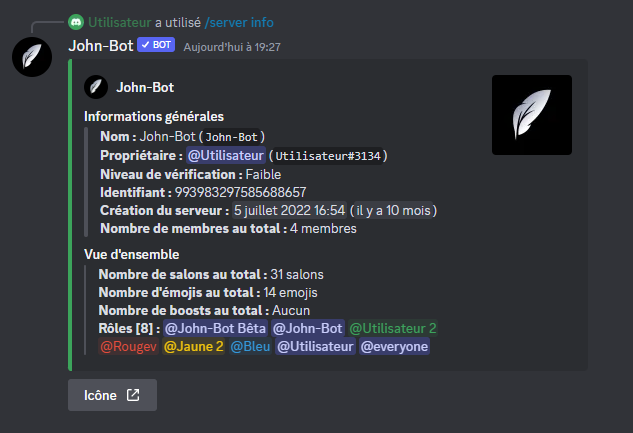 Utilisateur a utilisé /server info
John-Bot ✓ BOT Aujourd'hui à 19:27
John-Bot
Informations générales
Nom : John-Bot (John-Bot)
Propriétaire : @Utilisateur (Utilisateur#3134)
Niveau de vérification : Faible
Identifiant : 993983297585688657
Création du serveur : 5 juillet 2022 16:54 (il y a 10 mois)
Nombre de membres au total : 4 membres
Vue d'ensemble
Nombre de salons au total : 31 salons
Nombre d'émojis au total : 14 emojis
Nombre de boosts au total : Aucun
Rôles [8] : @John-Bot Bêta @John-Bot @Utilisateur 2
@Rougev @Jaune 2 @Bleu @Utilisateur @everyone
Icône